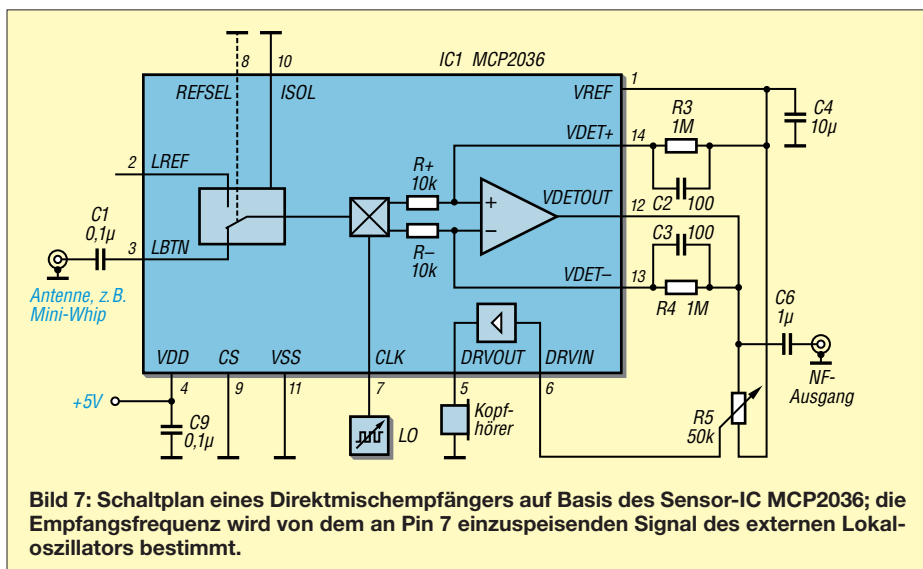 IC1 MCP2036
8
10
1
REFSEL
ISOL
VREF
R3
1M
C4
10µ
VDET+
14
2
LREF
R+
10k
C2
100
VDETOUT
12
C1
0,1µ
3
LBTN
+
–
R–
10k
C3
100
VDET–
13
R4 1M
C6
1µ
Antenne, z. B.
Mini-Whip
VDD
CS
VSS
CLK
DRVOUT
DRVIN
4
9
11
7
5
6
NF-
Ausgang
+5V
C9
0,1µ
LO
Kopf-
hörer
R5
50k
Bild 7: Schaltplan eines Direktmischempfängers auf Basis des Sensor-IC MCP2036; die
Empfangsfrequenz wird von dem an Pin 7 einzuspeisenden Signal des externen Lokal-
oszillators bestimmt.